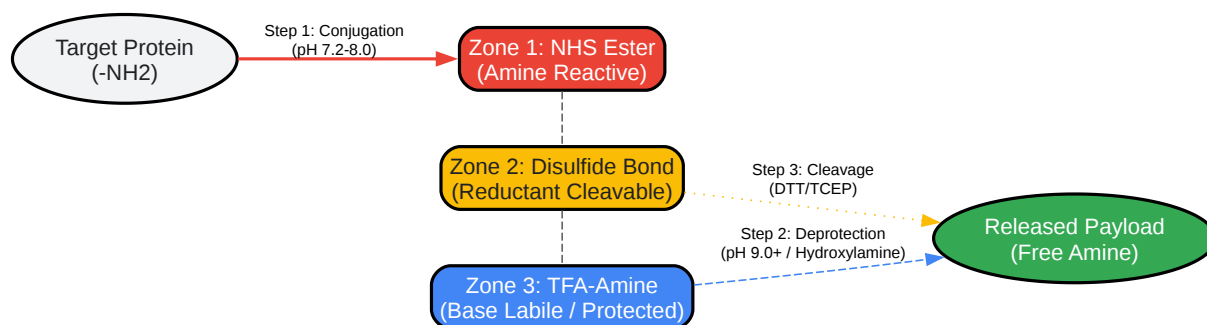 Target Protein
(-NH2)
Step 1: Conjugation
(pH 7.2-8.0)
Zone 1: NHS Ester
(Amine Reactive)
Zone 2: Disulfide Bond
(Reductant Cleavable)
Step 3: Cleavage
(DTT/TCEP)
Step 2: Deprotection
(pH 9.0+ / Hydroxylamine)
Released Payload
(Free Amine)
Zone 3: TFA-Amine
(Base Labile / Protected)